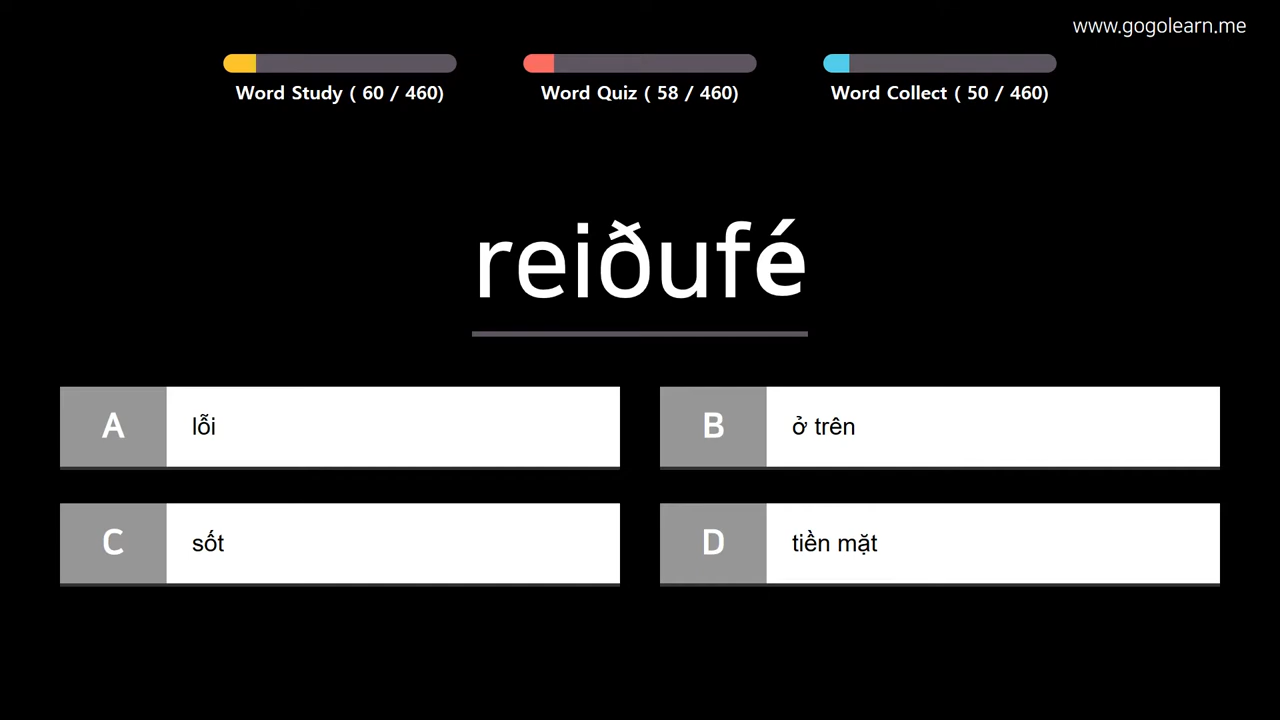 www.gogolearn.me
Word Study ( 60 / 460)
Word Quiz ( 58 / 460)
Word Collect ( 50 / 460)
reiðufé
A lỗi
B ở trên
C sốt
D tiền mặt